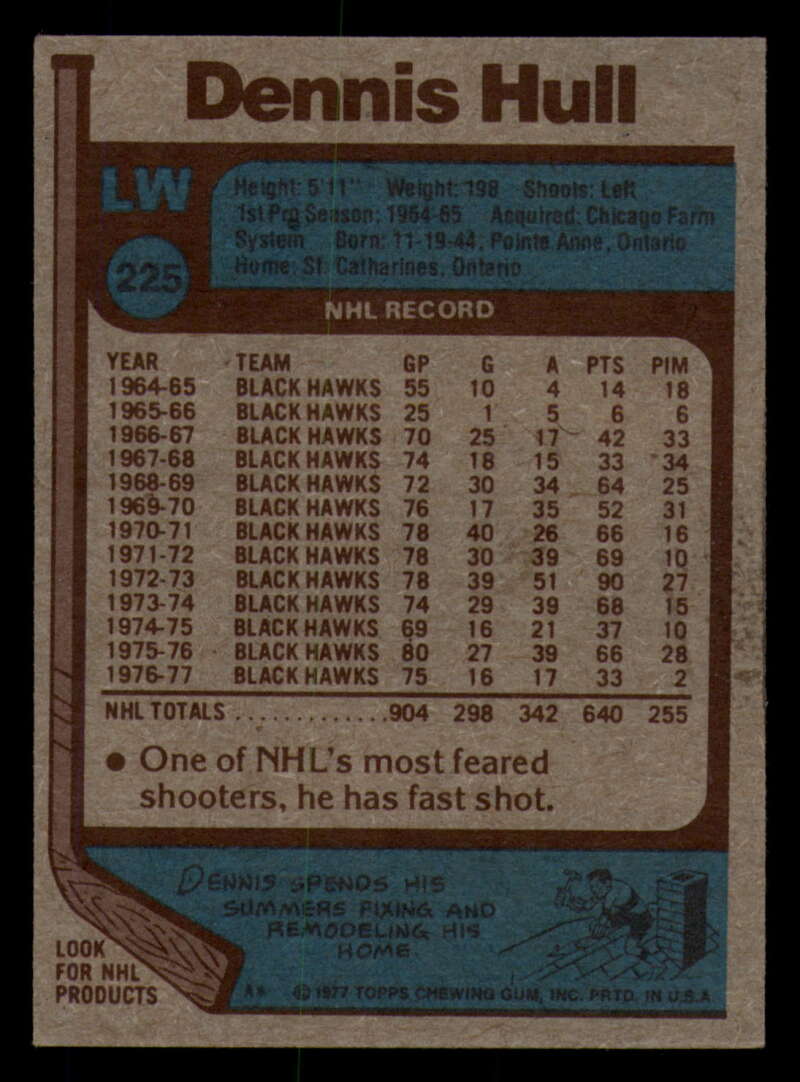 Dennis Hull
LW
Height: 5'11" Weight: 198 Shoots: Left
1st Pro Season: 1964-65 Acquired: Chicago Farm
System Born: 11-19-44, Pointe Anne, Ontario
Home: St. Catharines, Ontario
225
NHL RECORD
YEAR TEAM GP G A PTS PIM
1964-65 BLACK HAWKS 55 10 4 14 18
1965-66 BLACK HAWKS 25 1 5 6 6
1966-67 BLACK HAWKS 70 25 17 42 33
1967-68 BLACK HAWKS 74 18 15 33 34
1968-69 BLACK HAWKS 72 30 34 64 25
1969-70 BLACK HAWKS 76 17 35 52 31
1970-71 BLACK HAWKS 78 40 26 66 16
1971-72 BLACK HAWKS 78 30 39 69 10
1972-73 BLACK HAWKS 78 39 51 90 27
1973-74 BLACK HAWKS 74 29 39 68 15
1974-75 BLACK HAWKS 69 16 21 37 10
1975-76 BLACK HAWKS 80 27 39 66 28
1976-77 BLACK HAWKS 75 16 17 33 2
NHL TOTALS ..............904 298 342 640 255
• One of NHL's most feared
shooters, he has fast shot.
DENNIS SPENDS HIS
SUMMERS FIXING AND
REMODELING HIS
HOME.
LOOK
FOR NHL
PRODUCTS
A* © 1977 TOPPS CHEWING GUM, INC. PRTD. IN U.S.A.